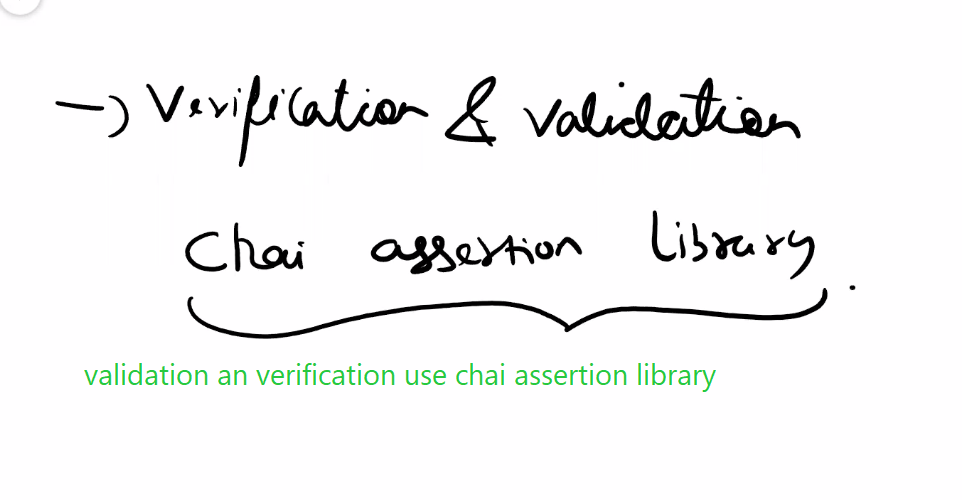 → Verification & validation
Chai assertion library.
validation an verification use chai assertion library